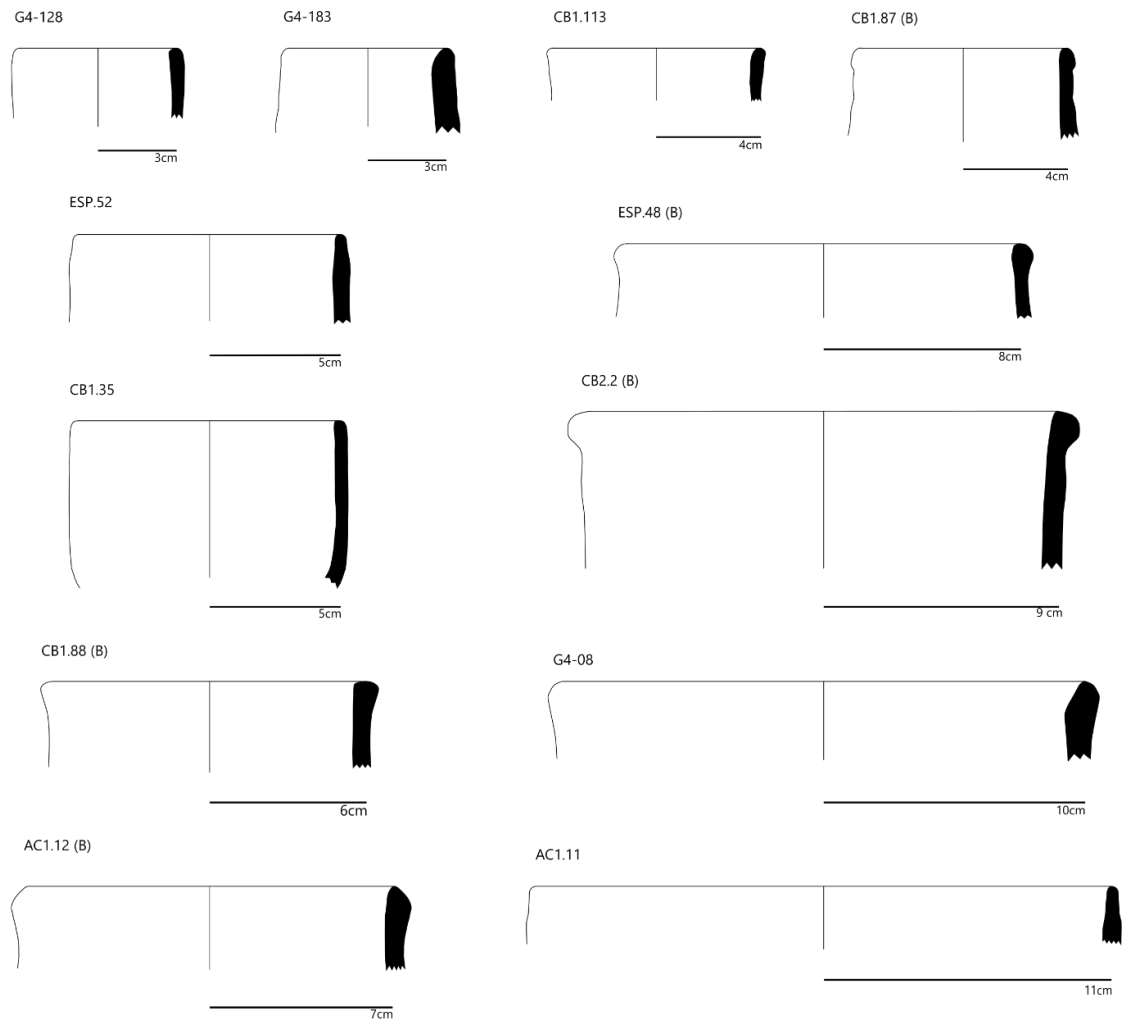 G4-128
G4-183
CB1.113
CB1.87 (B)
3cm
3cm
4cm
4cm
ESP.52
ESP.48 (B)
5cm
8cm
CB1.35
CB2.2 (B)
5cm
9 cm
CB1.88 (B)
G4-08
6cm
10cm
AC1.12 (B)
AC1.11
7cm
11cm